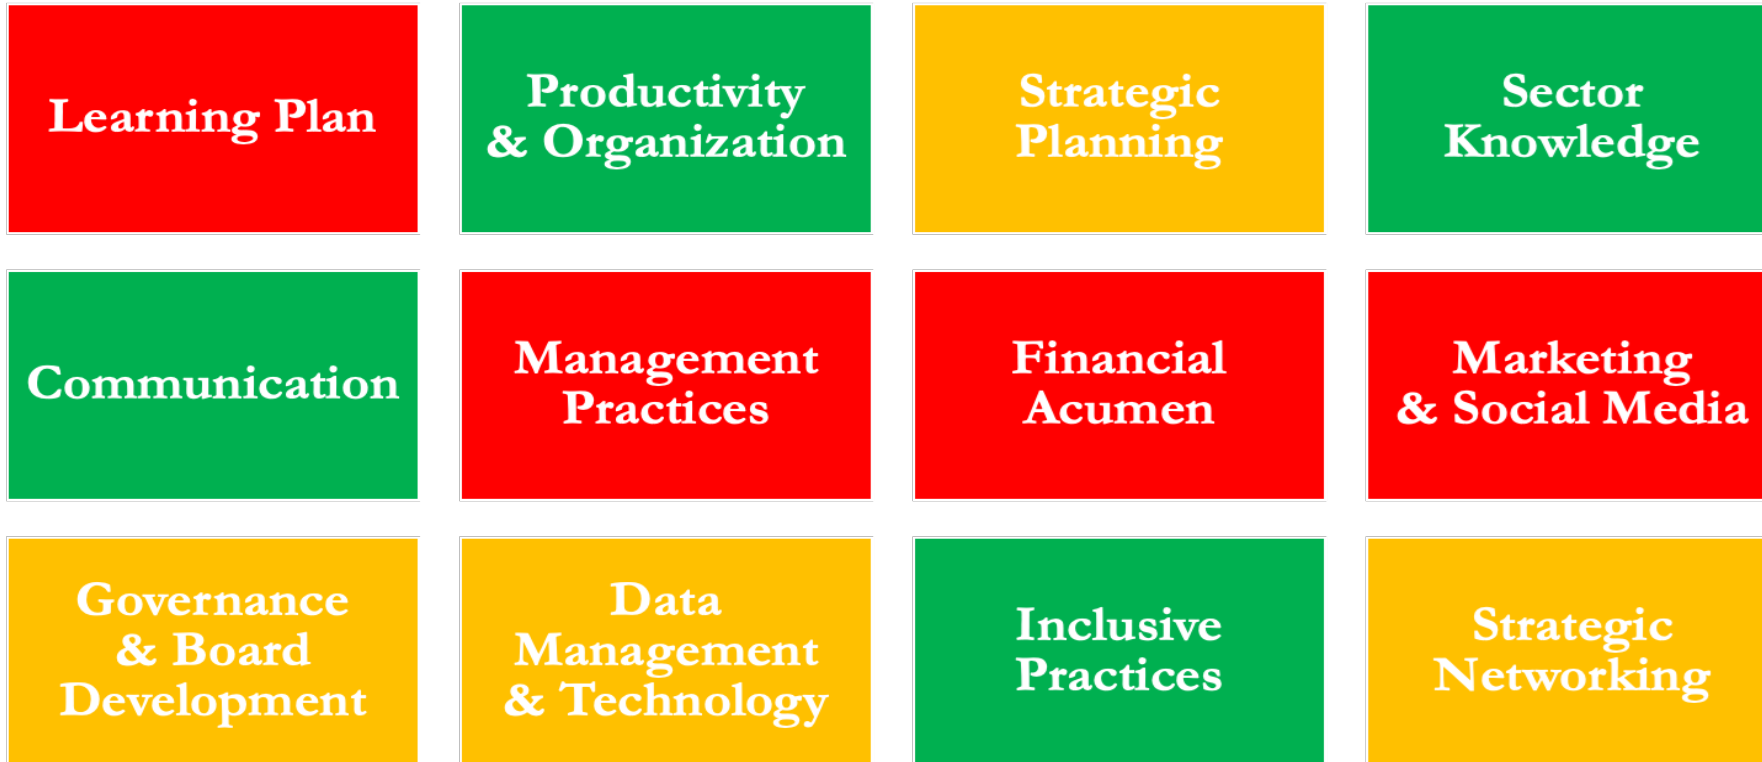 Learning Plan
Productivity
& Organization
Strategic
Planning
Sector
Knowledge
Communication
Management
Practices
Financial
Acumen
Marketing
& Social Media
Governance
& Board
Development
Data
Management
& Technology
Inclusive
Practices
Strategic
Networking